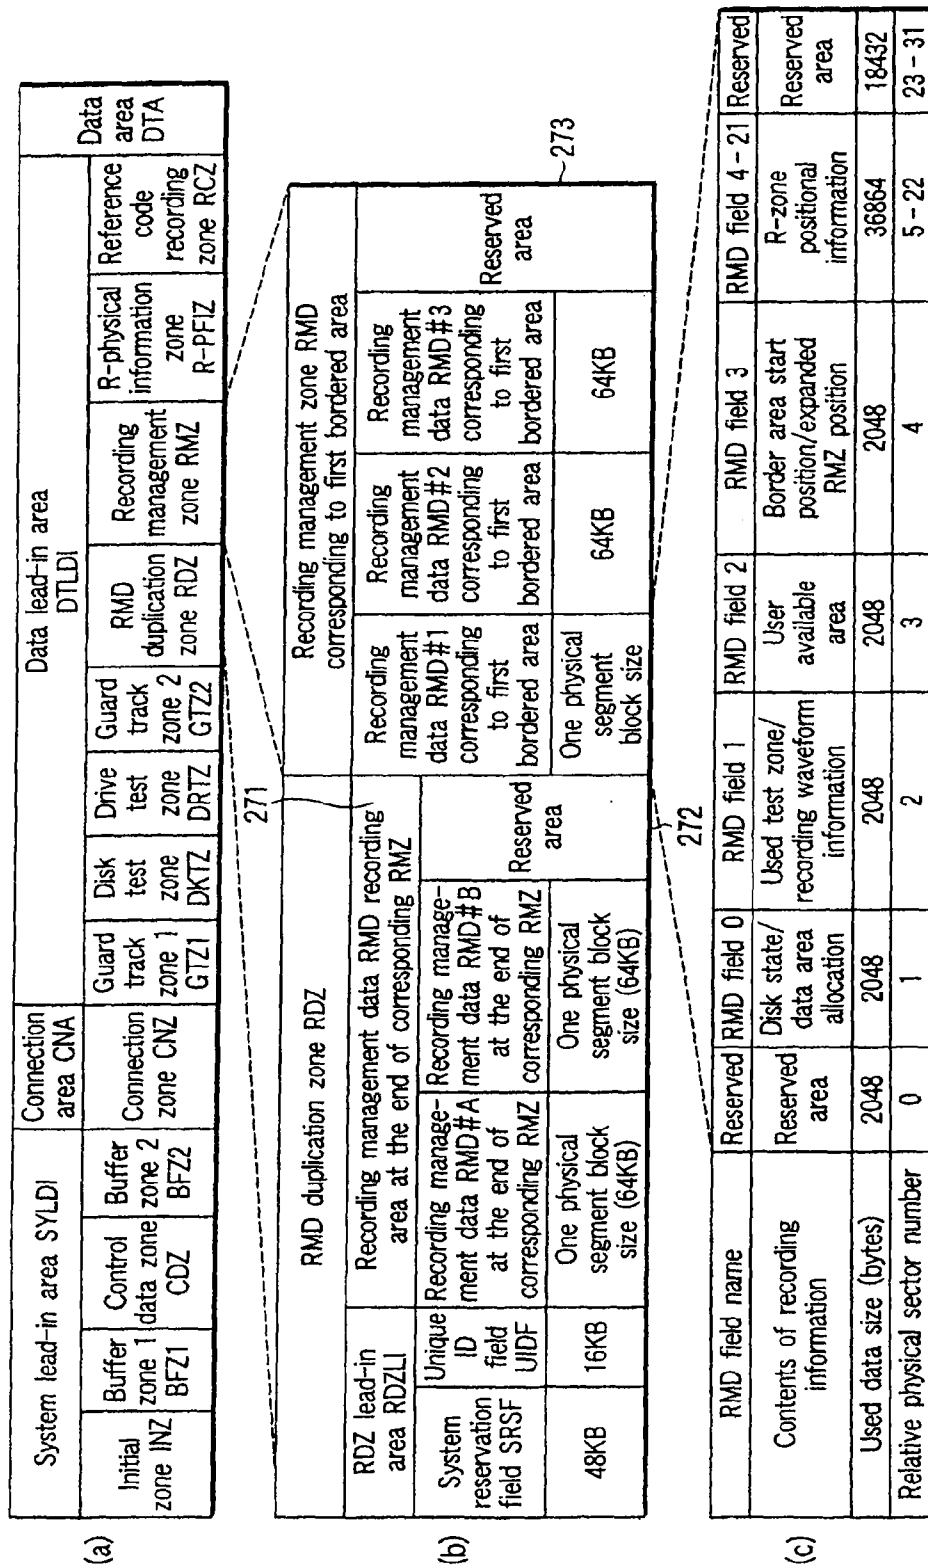 (a)
System lead-in area SYLDI
Connection
area CNA
Data lead-in area
DTLDI
Data
area
DTA
Initial
zone INZ
Buffer
zone 1
BFZ1
Control
data zone
CDZ
Buffer
zone 2
BFZ2
Connection
zone CNZ
Guard
track
zone 1
GTZ1
Disk
test
zone
DKTZ
Drive
test
zone
DRTZ
Guard
track
zone 2
GTZ2
RMD
duplication
zone RDZ
Recording
management
zone RMZ
R-physical
information
zone
R-PFIZ
Reference
code
recording
zone RCZ
(b)
RMD duplication zone RDZ
Recording management zone RMD
corresponding to first bordered area
273
RDZ lead-in
area RDZLI
Recording management data RMD recording
area at the end of corresponding RMZ
271
System
reservation
field SRSF
Unique
ID
field
UIDF
Recording manage-
ment data RMD#A
at the end of
corresponding RMZ
Recording manage-
ment data RMD#B
at the end of
corresponding RMZ
Reserved
area
Recording
management
data RMD#1
corresponding
to first
bordered area
Recording
management
data RMD#2
corresponding
to first
bordered area
Recording
management
data RMD#3
corresponding
to first
bordered area
Reserved
area
48KB
16KB
One physical
segment block
size (64KB)
One physical
segment block
size (64KB)
One physical
segment
block size
64KB
64KB
272
(c)
RMD field name
Reserved
RMD field 0
RMD field 1
RMD field 2
RMD field 3
RMD field 4 - 21
Reserved
Contents of recording
information
Reserved
area
Disk state/
data area
allocation
Used test zone/
recording waveform
information
User
available
area
Border area start
position/expanded
RMZ position
R-zone
positional
information
Reserved
area
Used data size (bytes)
2048
2048
2048
2048
2048
36864
18432
Relative physical sector number
0
1
2
3
4
5 - 22
23 - 31